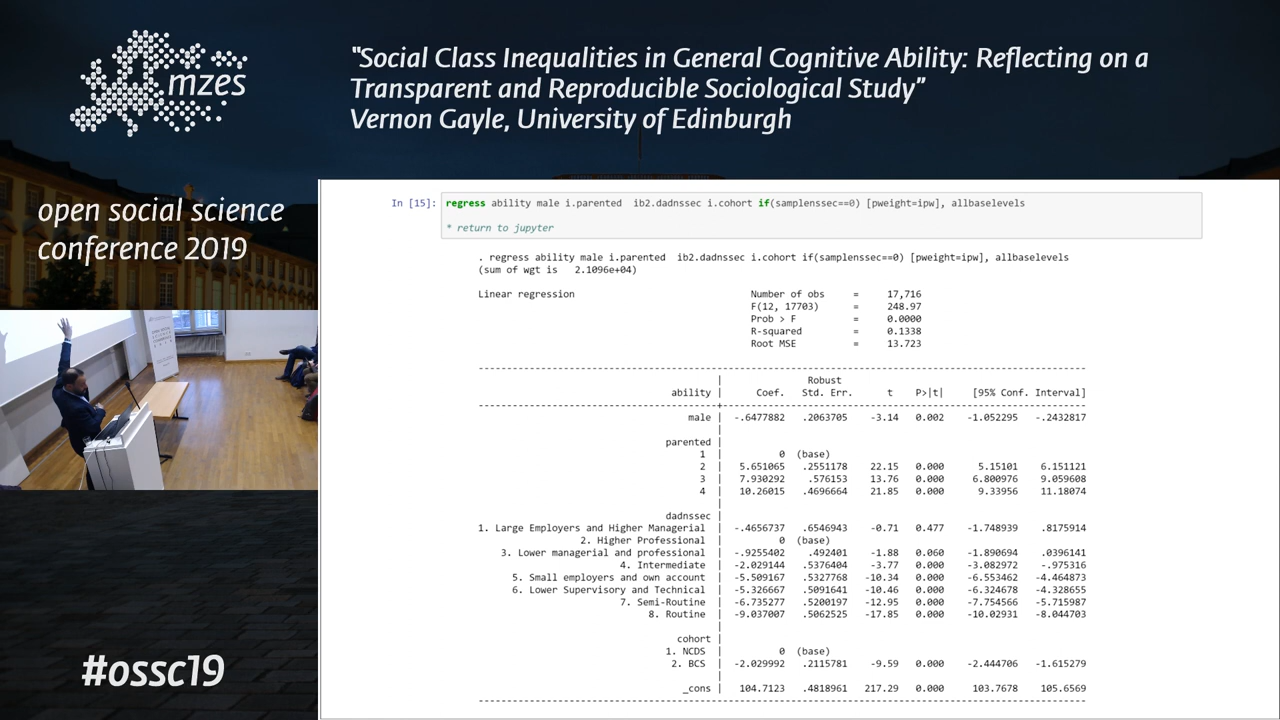 mzes
"Social Class Inequalities in General Cognitive Ability: Reflecting on a
Transparent and Reproducible Sociological Study"
Vernon Gayle, University of Edinburgh
open social science
conference 2019
#ossc19
In [15]: regress ability male i.parented  ib2.dadnssec i.cohort if(samplenssec==0) [pweight=ipw], allbaselevels
* return to jupyter
. regress ability male i.parented  ib2.dadnssec i.cohort if(samplenssec==0) [pweight=ipw], allbaselevels
(sum of wgt is   2.1096e+04)
Linear regression Number of obs = 17,716
F(12, 17703) = 248.97
Prob > F = 0.0000
R-squared = 0.1338
Root MSE = 13.723
| Robust
ability | Coef. Std. Err. t P>|t| [95% Conf. Interval]
male | -.6477882 .2063705 -3.14 0.002 -1.052295 -.2432817
parented |
1 | 0 (base)
2 | 5.651065 .2551178 22.15 0.000 5.15101 6.151121
3 | 7.930292 .576153 13.76 0.000 6.800976 9.059608
4 | 10.26015 .4696664 21.85 0.000 9.33956 11.18074
dadnssec |
1. Large Employers and Higher Managerial | -.4656737 .6546943 -0.71 0.477 -1.748939 .8175914
2. Higher Professional | 0 (base)
3. Lower managerial and professional | -.9255402 .492401 -1.88 0.060 -1.890694 .0396141
4. Intermediate | -2.029144 .5376404 -3.77 0.000 -3.082972 -.975316
5. Small employers and own account | -5.509167 .5327768 -10.34 0.000 -6.553462 -4.464873
6. Lower Supervisory and Technical | -5.326667 .5091641 -10.46 0.000 -6.324678 -4.328655
7. Semi-Routine | -6.735277 .5200197 -12.95 0.000 -7.754566 -5.715987
8. Routine | -9.037007 .5062525 -17.85 0.000 -10.02931 -8.044703
cohort |
1. NCDS | 0 (base)
2. BCS | -2.029992 .2115781 -9.59 0.000 -2.444706 -1.615279
_cons | 104.7123 .4818961 217.29 0.000 103.7678 105.6569